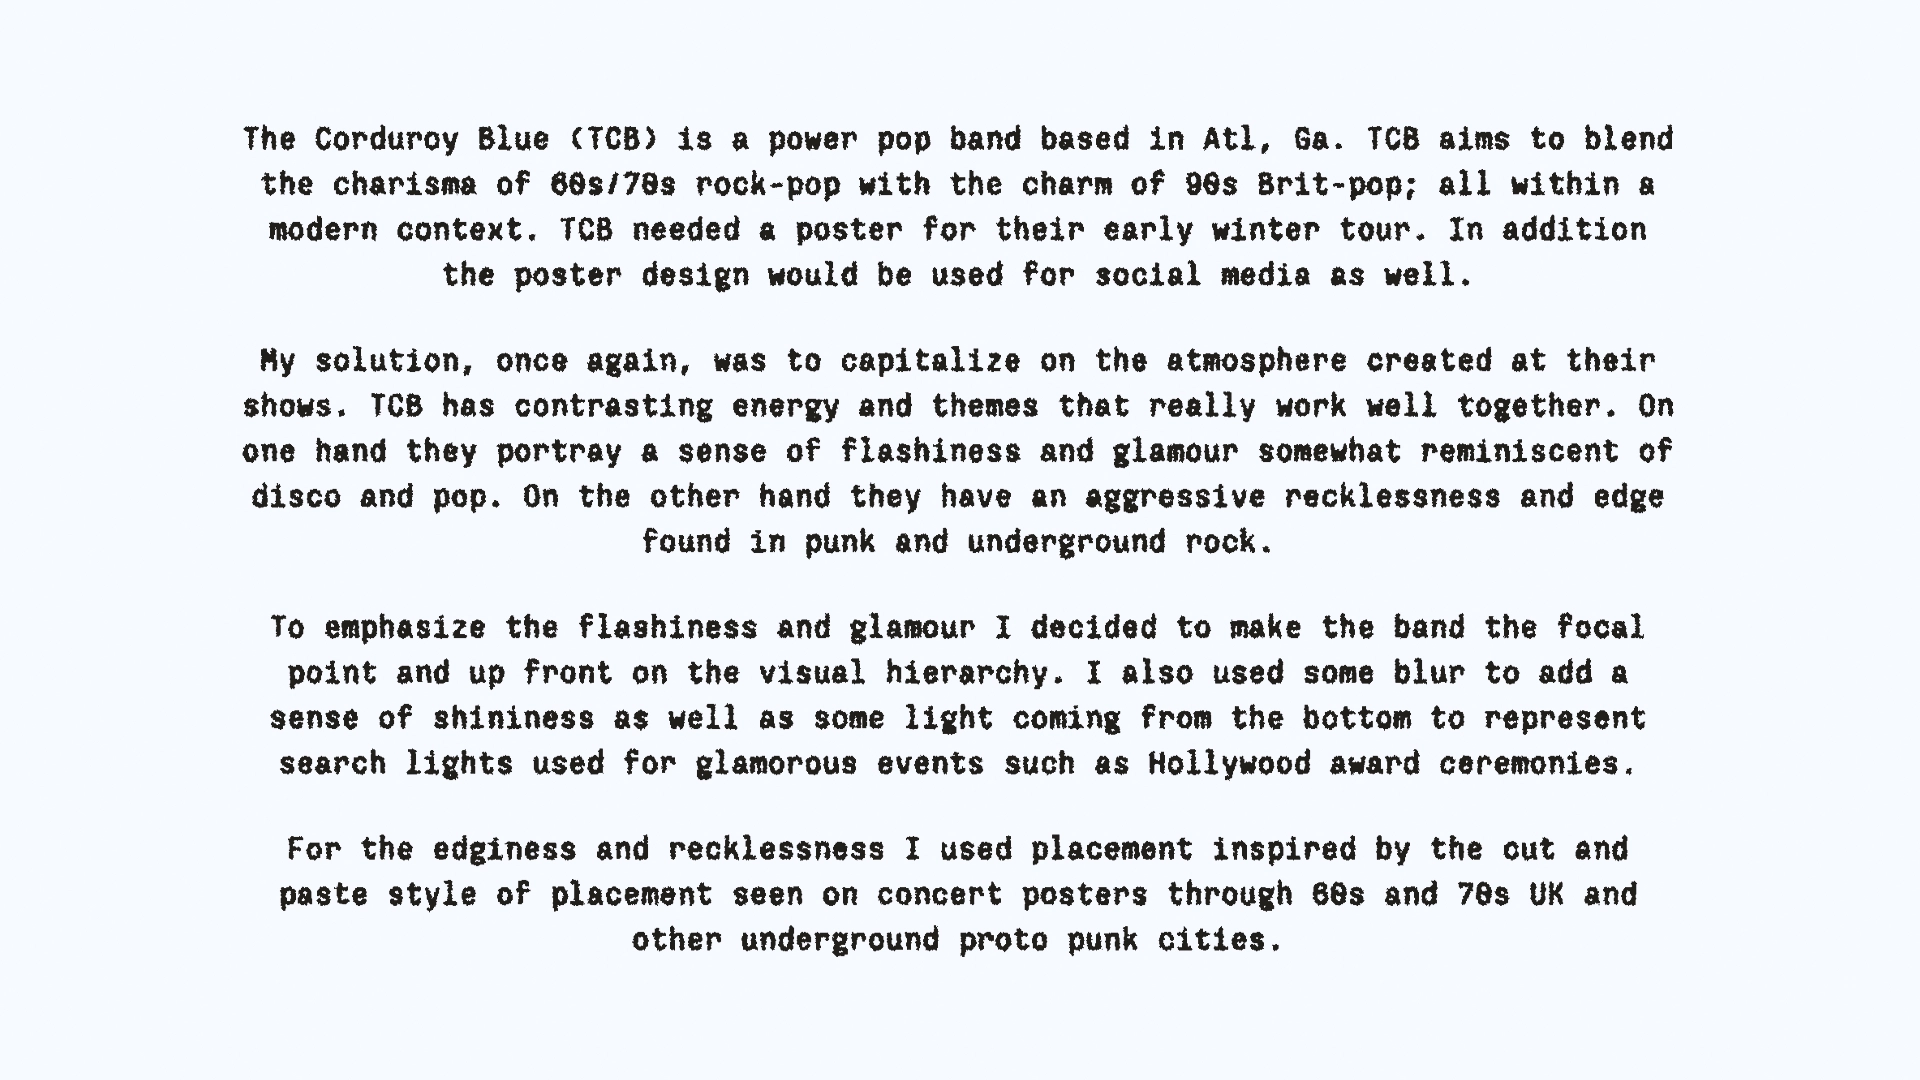 The Corduroy Blue (TCB) is a power pop band based in Atl, Ga. TCB aims to blend
the charisma of 60s/70s rock-pop with the charm of 90s Brit-pop; all within a
modern context. TCB needed a poster for their early winter tour. In addition
the poster design would be used for social media as well.
My solution, once again, was to capitalize on the atmosphere created at their
shows. TCB has contrasting energy and themes that really work well together. On
one hand they portray a sense of flashiness and glamour somewhat reminiscent of
disco and pop. On the other hand they have an aggressive recklessness and edge
found in punk and underground rock.
To emphasize the flashiness and glamour I decided to make the band the focal
point and up front on the visual hierarchy. I also used some blur to add a
sense of shininess as well as some light coming from the bottom to represent
search lights used for glamorous events such as Hollywood award ceremonies.
For the edginess and recklessness I used placement inspired by the cut and
paste style of placement seen on concert posters through 60s and 70s UK and
other underground proto punk cities.